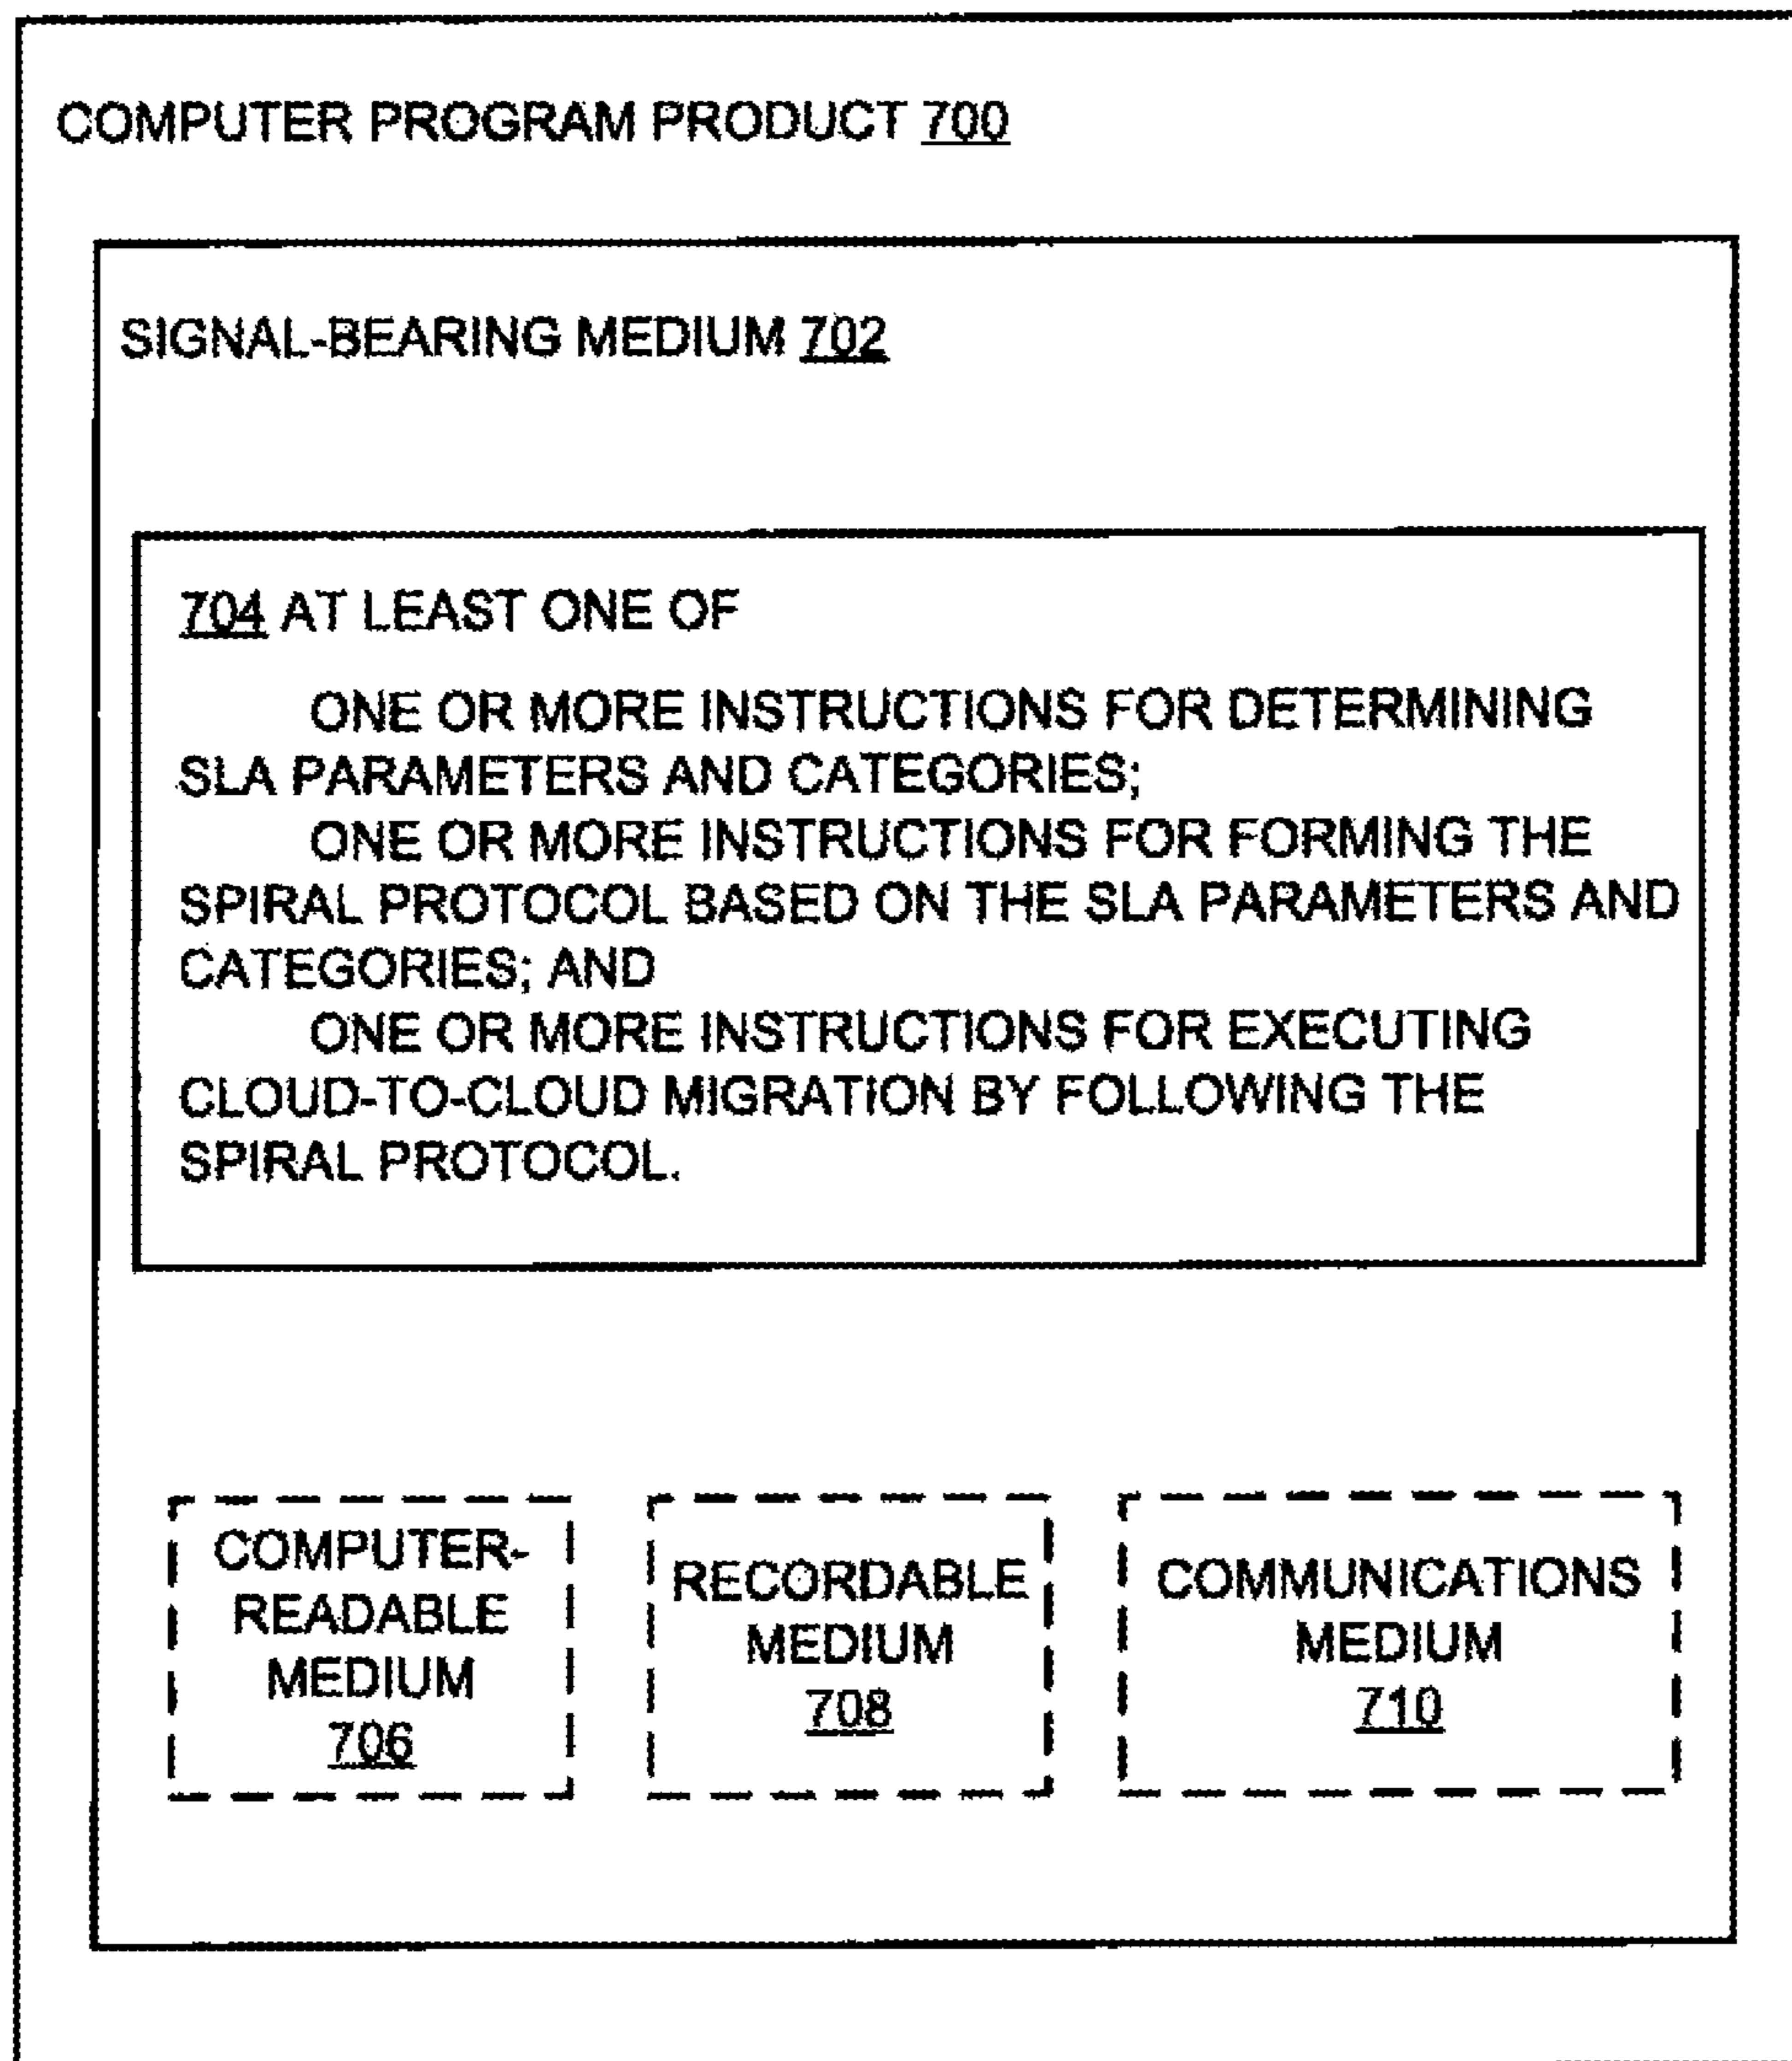 COMPUTER PROGRAM PRODUCT 700
SIGNAL-BEARING MEDIUM 702
704 AT LEAST ONE OF
ONE OR MORE INSTRUCTIONS FOR DETERMINING
SLA PARAMETERS AND CATEGORIES;
ONE OR MORE INSTRUCTIONS FOR FORMING THE
SPIRAL PROTOCOL BASED ON THE SLA PARAMETERS AND
CATEGORIES; AND
ONE OR MORE INSTRUCTIONS FOR EXECUTING
CLOUD-TO-CLOUD MIGRATION BY FOLLOWING THE
SPIRAL PROTOCOL.
COMPUTER-
READABLE
MEDIUM
706
RECORDABLE
MEDIUM
708
COMMUNICATIONS
MEDIUM
710